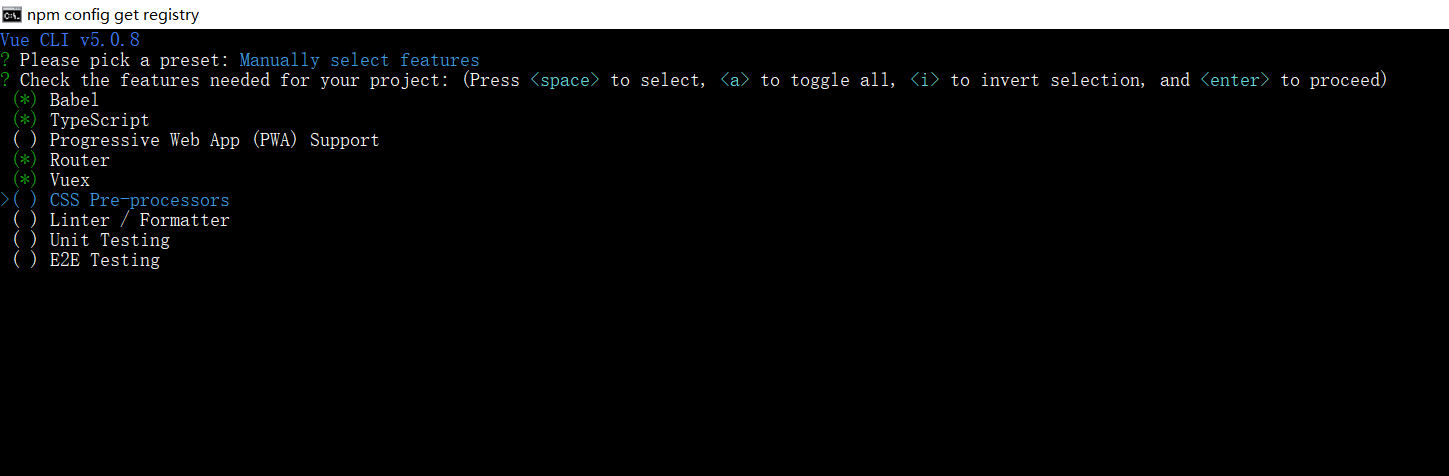 npm config get registry
Vue CLI v5.0.8
? Please pick a preset: Manually select features
? Check the features needed for your project: (Press <space> to select, <a> to toggle all, <i> to invert selection, and <enter> to proceed)
(*) Babel
(*) TypeScript
( ) Progressive Web App (PWA) Support
(*) Router
(*) Vuex
>( ) CSS Pre-processors
( ) Linter / Formatter
( ) Unit Testing
( ) E2E Testing